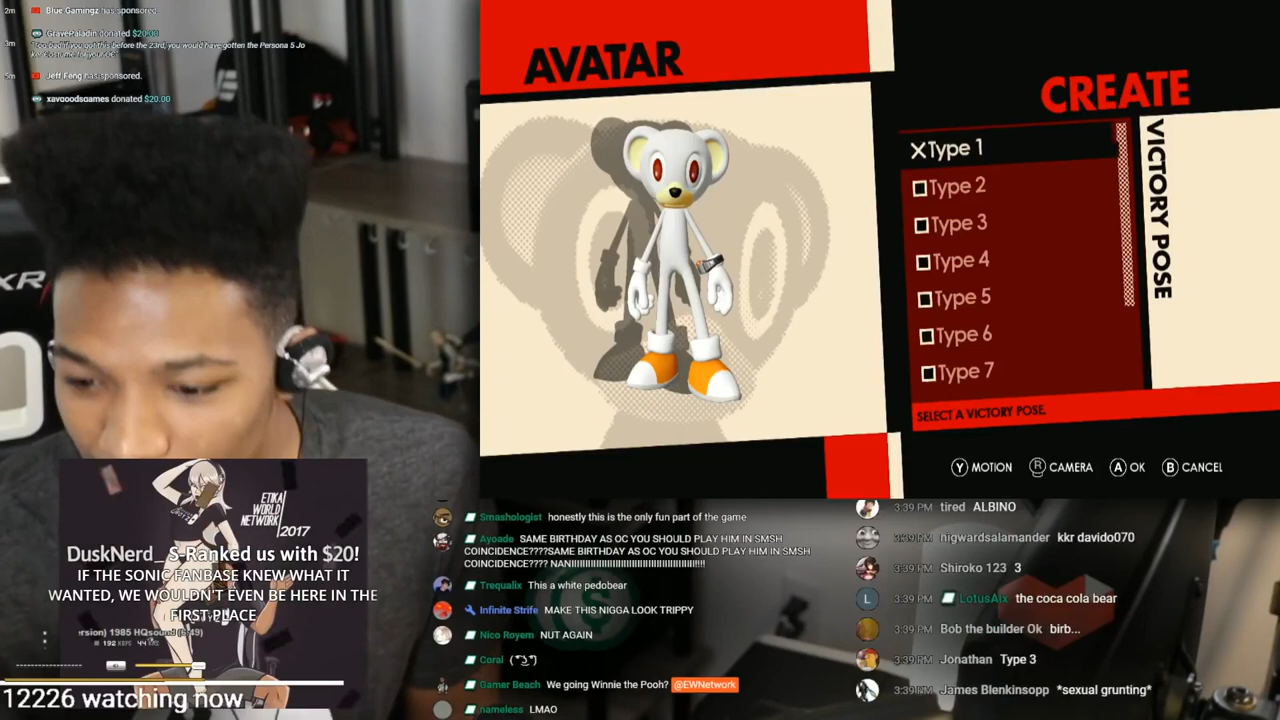 2m Blue Gamingz has sponsored.
GravePaladin donated $20.00
3m
5m Jeff Feng has sponsored.
xavgoodsgames donated $20.00
XR
AVATAR
CREATE
Type 1
Type 2
Type 3
Type 4
Type 5
Type 6
Type 7
VICTORY POSE
SELECT A VICTORY POSE.
Y MOTION R CAMERA A OK B CANCEL
ETIKA
WORLD
NETWORK
2017
DuskNerd_ S-Ranked us with $20!
IF THE SONIC FANBASE KNEW WHAT IT
WANTED, WE WOULDN'T EVEN BE HERE IN THE
FIRST PLACE
12226 watching now
Smashologist honestly this is the only fun part of the game
Ayoade SAME BIRTHDAY AS OC YOU SHOULD PLAY HIM IN SMSH
COINCIDENCE????SAME BIRTHDAY AS OC YOU SHOULD PLAY HIM IN SMSH
Trequalix This a white pedobear
Infinite Strife MAKE THIS NIGGA LOOK TRIPPY
Nico Royem NUT AGAIN
Coral
Gamer Beach We going Winnie the Pooh? @EWNetwork
nameless LMAO
3:39 PM tired ALBINO
3:39 PM nigwardsalamander kkr davido070
3:39 PM Shiroko 123 3
3:39 PM LotusAlx the coca cola bear
3:39 PM Bob the builder Ok birb...
3:39 PM Jonathan Type 3
3:39 PM James Blenkinsopp *sexual grunting*